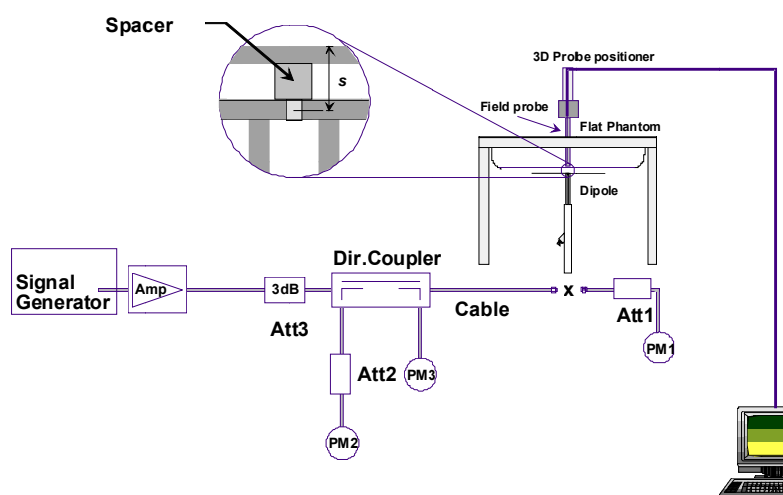 Spacer
s
3D Probe positioner
Field probe
Flat Phantom
Dipole
Dir.Coupler
Signal
Generator
Amp
3dB
Att3
Cable
x
Att1
PM1
Att2
PM3
PM2